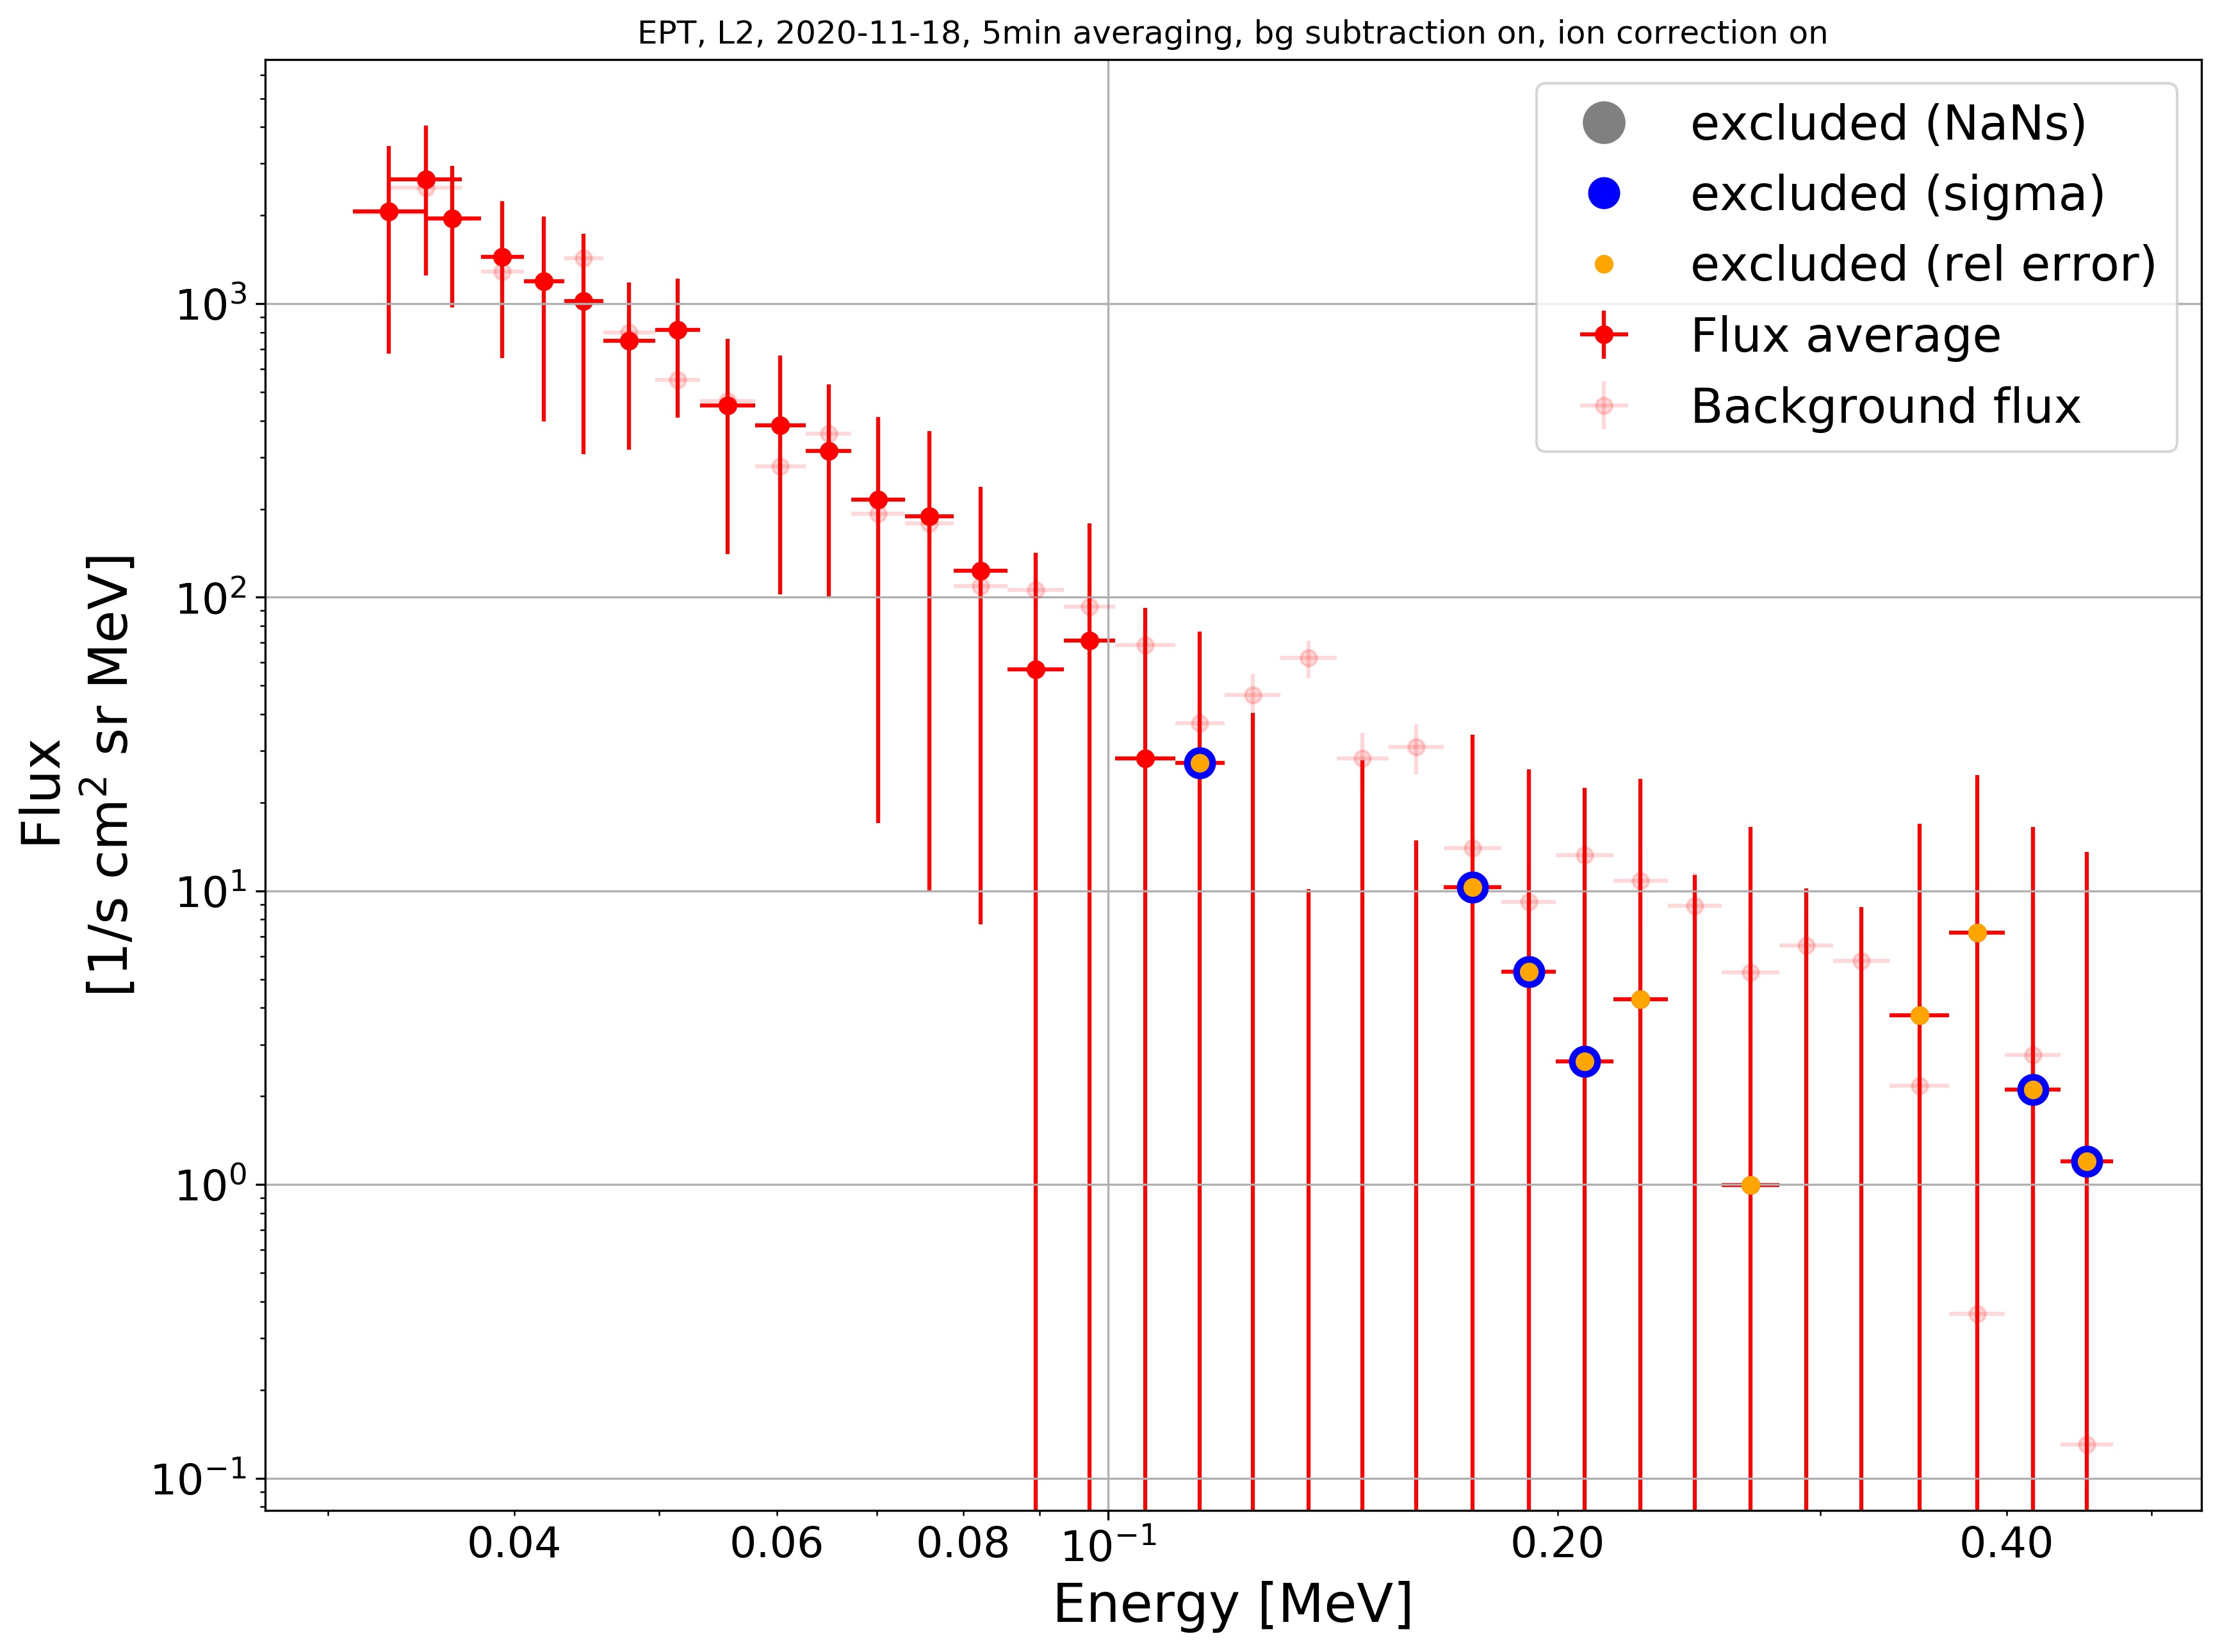 EPT, L2, 2020-11-18, 5min averaging, bg subtraction on, ion correction on
excluded (NaNs)
excluded (sigma)
excluded (rel error)
Flux average
Background flux
Flux
[1/s cm² sr MeV]
10³
10²
10¹
10⁰
10⁻¹
0.04 0.06 0.08 10⁻¹ 0.20 0.40
Energy [MeV]